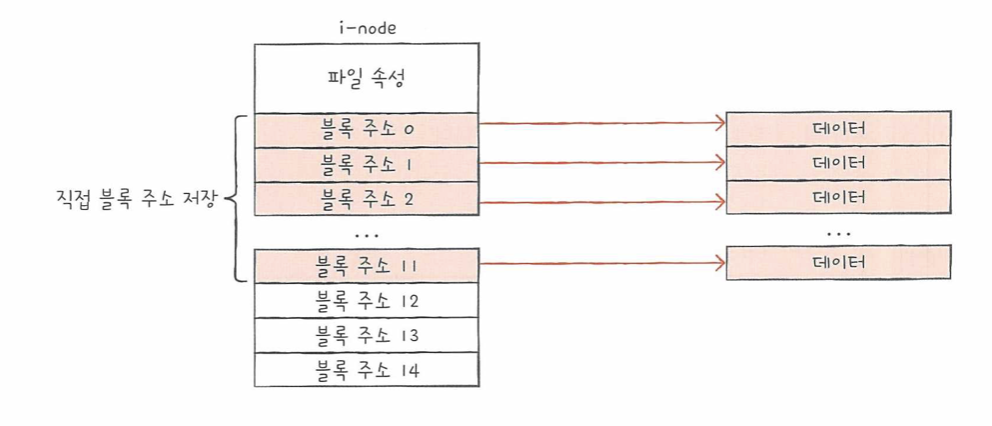 i-node
파일 속성
블록 주소 0
데이터
블록 주소 1
데이터
직접 블록 주소 저장
블록 주소 2
데이터
...
...
블록 주소 11
데이터
블록 주소 12
블록 주소 13
블록 주소 14